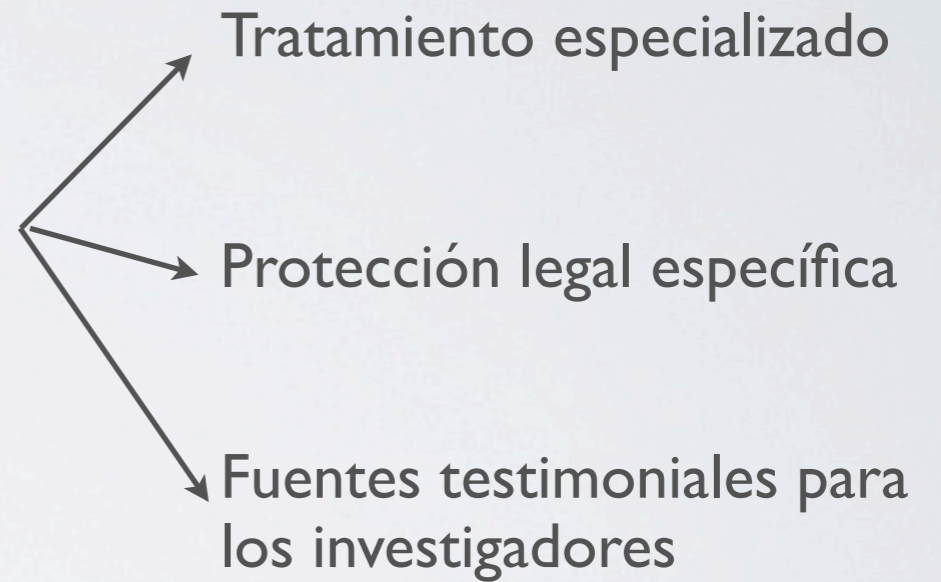 Tratamiento especializado
Protección legal específica
Fuentes testimoniales para
los investigadores